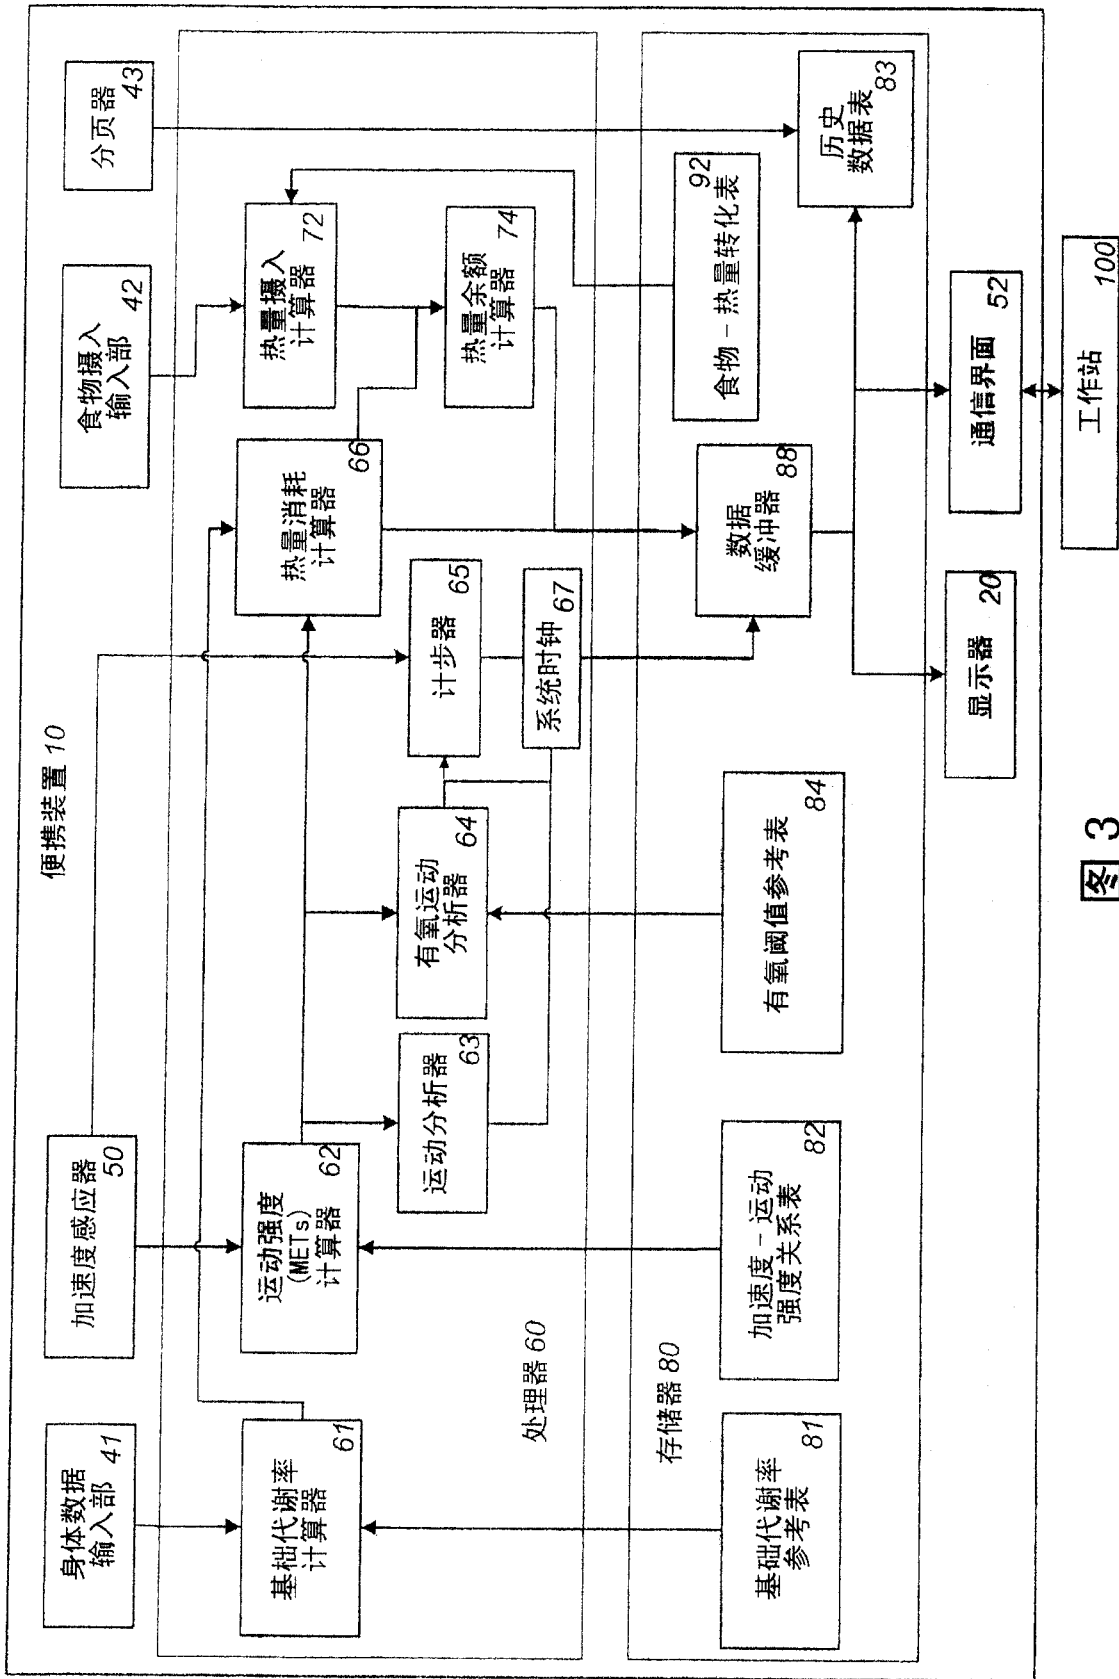 便携装置 10
身体数据
输入部
41
加速度感应器
50
食物摄入
输入部
42
分页器
43
基础代谢率
计算器
61
运动强度
(METs)
计算器
62
热量消耗
计算器
66
热量摄入
计算器
72
运动分析器
63
有氧运动
分析器
64
计步器
65
热量余额
计算器
74
系统时钟
67
处理器 60
存储器 80
基础代谢率
参考表
81
加速度-运动
强度关系表
82
有氧阈值参考表
84
数据
缓冲器
88
食物-热量转化表
92
历史
数据表
83
显示器
20
通信界面
52
工作站
100
图 3